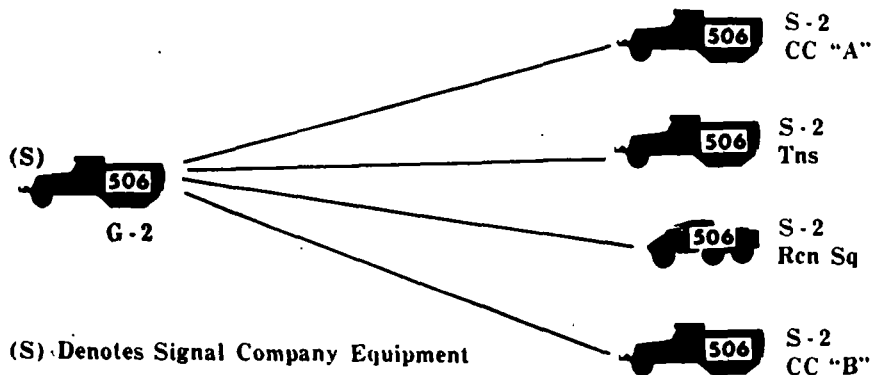 506
S-2
CC "A"
506
S-2
Tns
(S)
506
G-2
506
S-2
Rcn Sq
506
S-2
CC "B"
(S) Denotes Signal Company Equipment